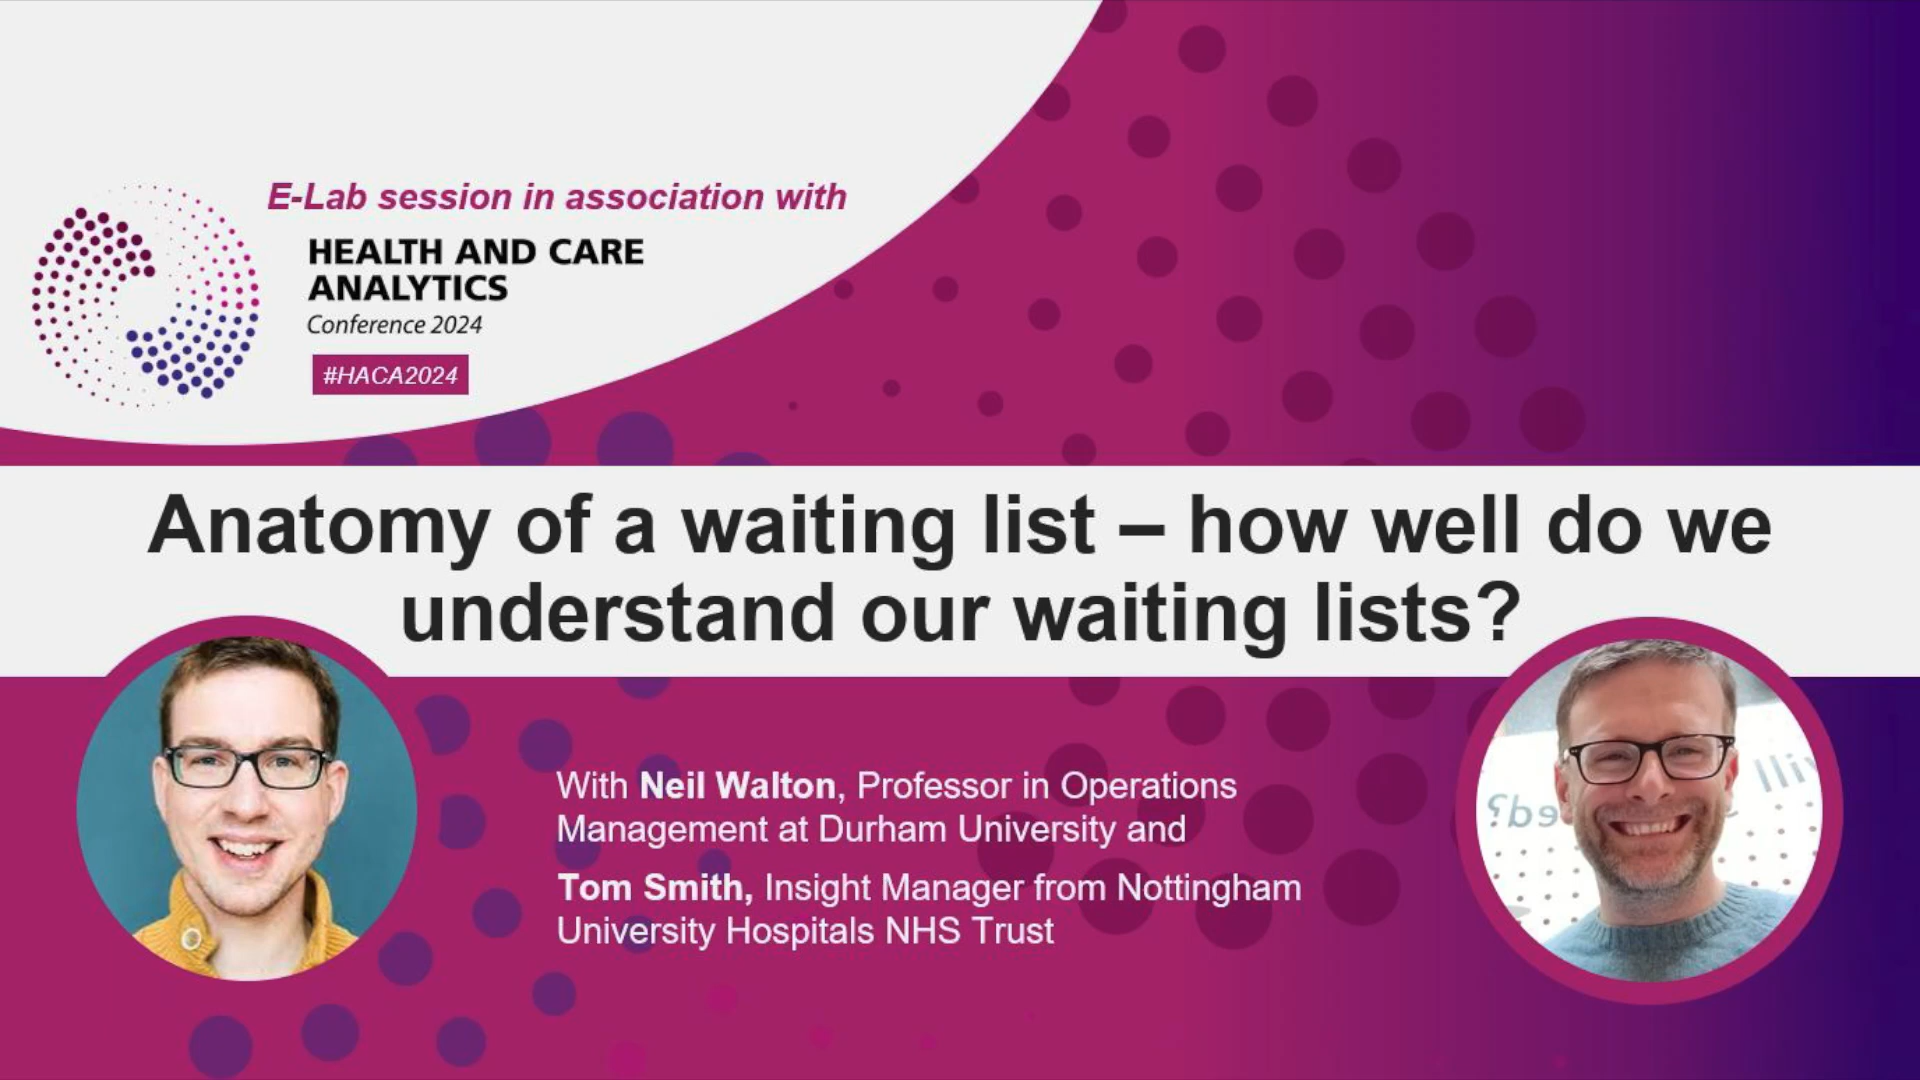 E-Lab session in association with
HEALTH AND CARE
ANALYTICS
Conference 2024
#HACA2024
Anatomy of a waiting list – how well do we
understand our waiting lists?
With Neil Walton, Professor in Operations
Management at Durham University and
Tom Smith, Insight Manager from Nottingham
University Hospitals NHS Trust